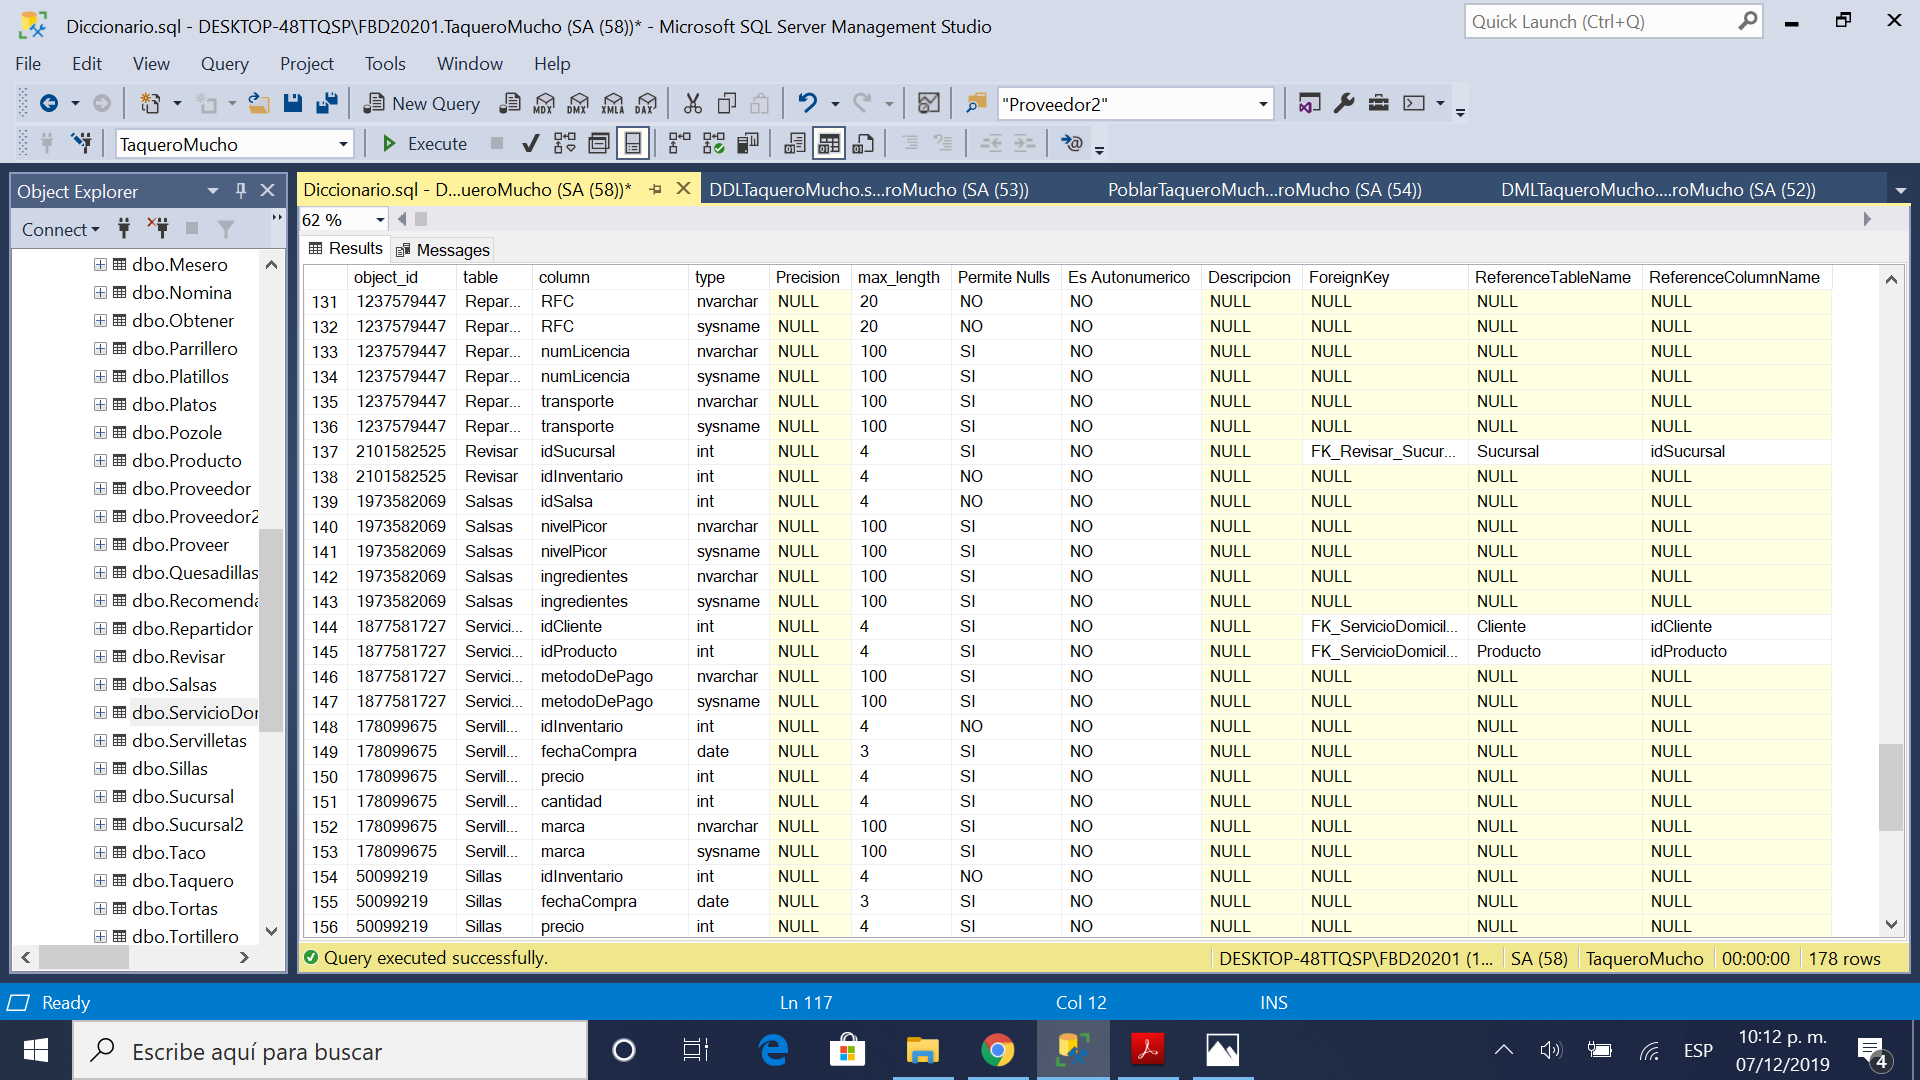 Diccionario.sql - DESKTOP-48TTQSP\FBD20201.TaqueroMucho (SA (58))* - Microsoft SQL Server Management Studio
Quick Launch (Ctrl+Q)
File Edit View Query Project Tools Window Help
New Query MDX DMX XMLA DAX "Proveedor2"
TaqueroMucho Execute
Object Explorer
Connect
dbo.Mesero
dbo.Nomina
dbo.Obtener
dbo.Parrillero
dbo.Platillos
dbo.Platos
dbo.Pozole
dbo.Producto
dbo.Proveedor
dbo.Proveedor2
dbo.Proveer
dbo.Quesadillas
dbo.Recomenda
dbo.Repartidor
dbo.Revisar
dbo.Salsas
dbo.ServicioDor
dbo.Servilletas
dbo.Sillas
dbo.Sucursal
dbo.Sucursal2
dbo.Taco
dbo.Taquero
dbo.Tortas
dbo.Tortillero
Diccionario.sql - D...ueroMucho (SA (58))* DDLTaqueroMucho.s...roMucho (SA (53)) PoblarTaqueroMuch...roMucho (SA (54)) DMLTaqueroMucho....roMucho (SA (52))
62 %
Results Messages
object_id table column type Precision max_length Permite Nulls Es Autonumerico Descripcion ForeignKey ReferenceTableName ReferenceColumnName
131 1237579447 Repar... RFC nvarchar NULL 20 NO NO NULL NULL NULL NULL
132 1237579447 Repar... RFC sysname NULL 20 NO NO NULL NULL NULL NULL
133 1237579447 Repar... numLicencia nvarchar NULL 100 SI NO NULL NULL NULL NULL
134 1237579447 Repar... numLicencia sysname NULL 100 SI NO NULL NULL NULL NULL
135 1237579447 Repar... transporte nvarchar NULL 100 SI NO NULL NULL NULL NULL
136 1237579447 Repar... transporte sysname NULL 100 SI NO NULL NULL NULL NULL
137 2101582525 Revisar idSucursal int NULL 4 SI NO NULL FK_Revisar_Sucur... Sucursal idSucursal
138 2101582525 Revisar idInventario int NULL 4 NO NO NULL NULL NULL NULL
139 1973582069 Salsas idSalsa int NULL 4 NO NO NULL NULL NULL NULL
140 1973582069 Salsas nivelPicor nvarchar NULL 100 SI NO NULL NULL NULL NULL
141 1973582069 Salsas nivelPicor sysname NULL 100 SI NO NULL NULL NULL NULL
142 1973582069 Salsas ingredientes nvarchar NULL 100 SI NO NULL NULL NULL NULL
143 1973582069 Salsas ingredientes sysname NULL 100 SI NO NULL NULL NULL NULL
144 1877581727 Servici... idCliente int NULL 4 SI NO NULL FK_ServicioDomicil... Cliente idCliente
145 1877581727 Servici... idProducto int NULL 4 SI NO NULL FK_ServicioDomicil... Producto idProducto
146 1877581727 Servici... metodoDePago nvarchar NULL 100 SI NO NULL NULL NULL NULL
147 1877581727 Servici... metodoDePago sysname NULL 100 SI NO NULL NULL NULL NULL
148 178099675 Servill... idInventario int NULL 4 NO NO NULL NULL NULL NULL
149 178099675 Servill... fechaCompra date NULL 3 SI NO NULL NULL NULL NULL
150 178099675 Servill... precio int NULL 4 SI NO NULL NULL NULL NULL
151 178099675 Servill... cantidad int NULL 4 SI NO NULL NULL NULL NULL
152 178099675 Servill... marca nvarchar NULL 100 SI NO NULL NULL NULL NULL
153 178099675 Servill... marca sysname NULL 100 SI NO NULL NULL NULL NULL
154 50099219 Sillas idInventario int NULL 4 NO NO NULL NULL NULL NULL
155 50099219 Sillas fechaCompra date NULL 3 SI NO NULL NULL NULL NULL
156 50099219 Sillas precio int NULL 4 SI NO NULL NULL NULL NULL
Query executed successfully. DESKTOP-48TTQSP\FBD20201 (1... SA (58) TaqueroMucho 00:00:00 178 rows
Ready Ln 117 Col 12 INS
Escribe aquí para buscar
ESP
10:12 p. m.
07/12/2019
4